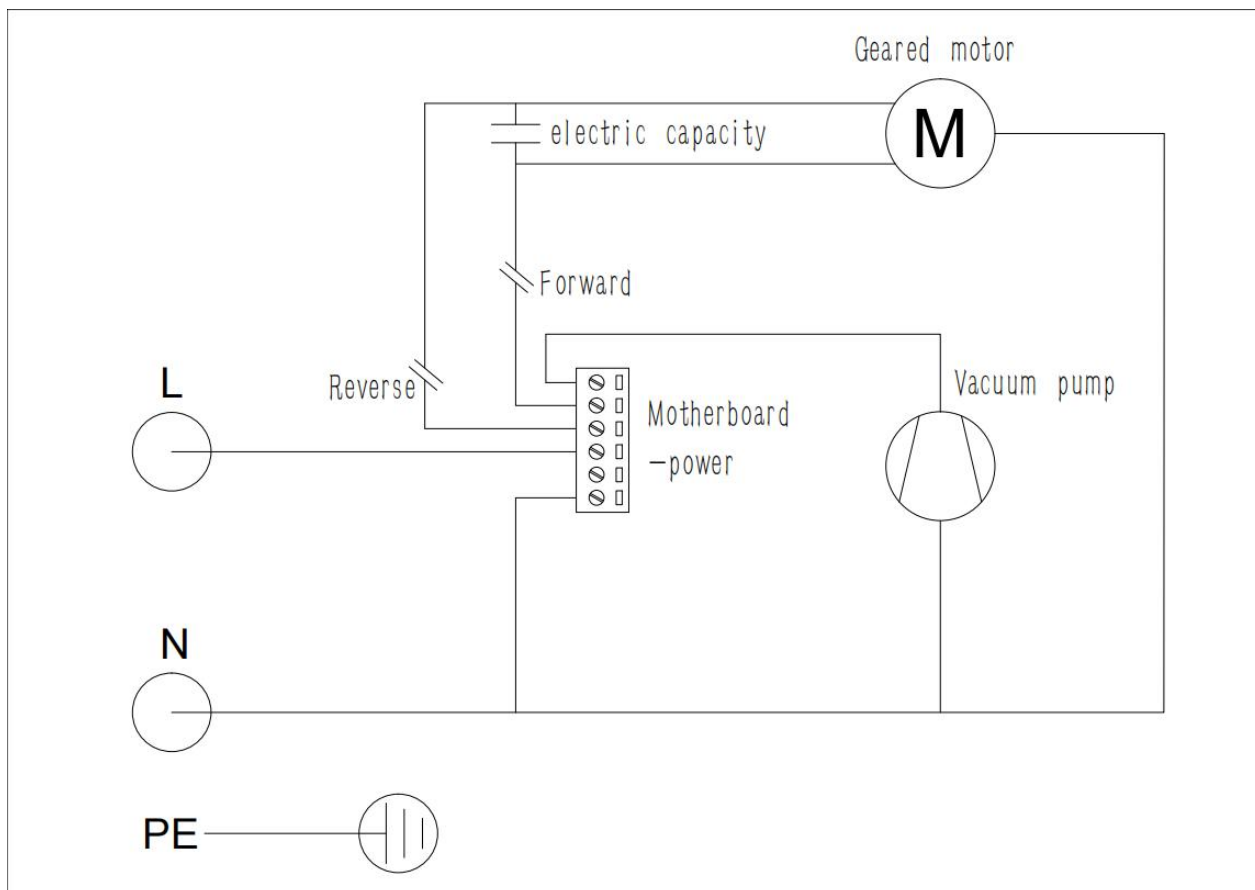 Geared motor
M
electric capacity
Forward
Reverse
L
Motherboard
-power
Vacuum pump
N
PE